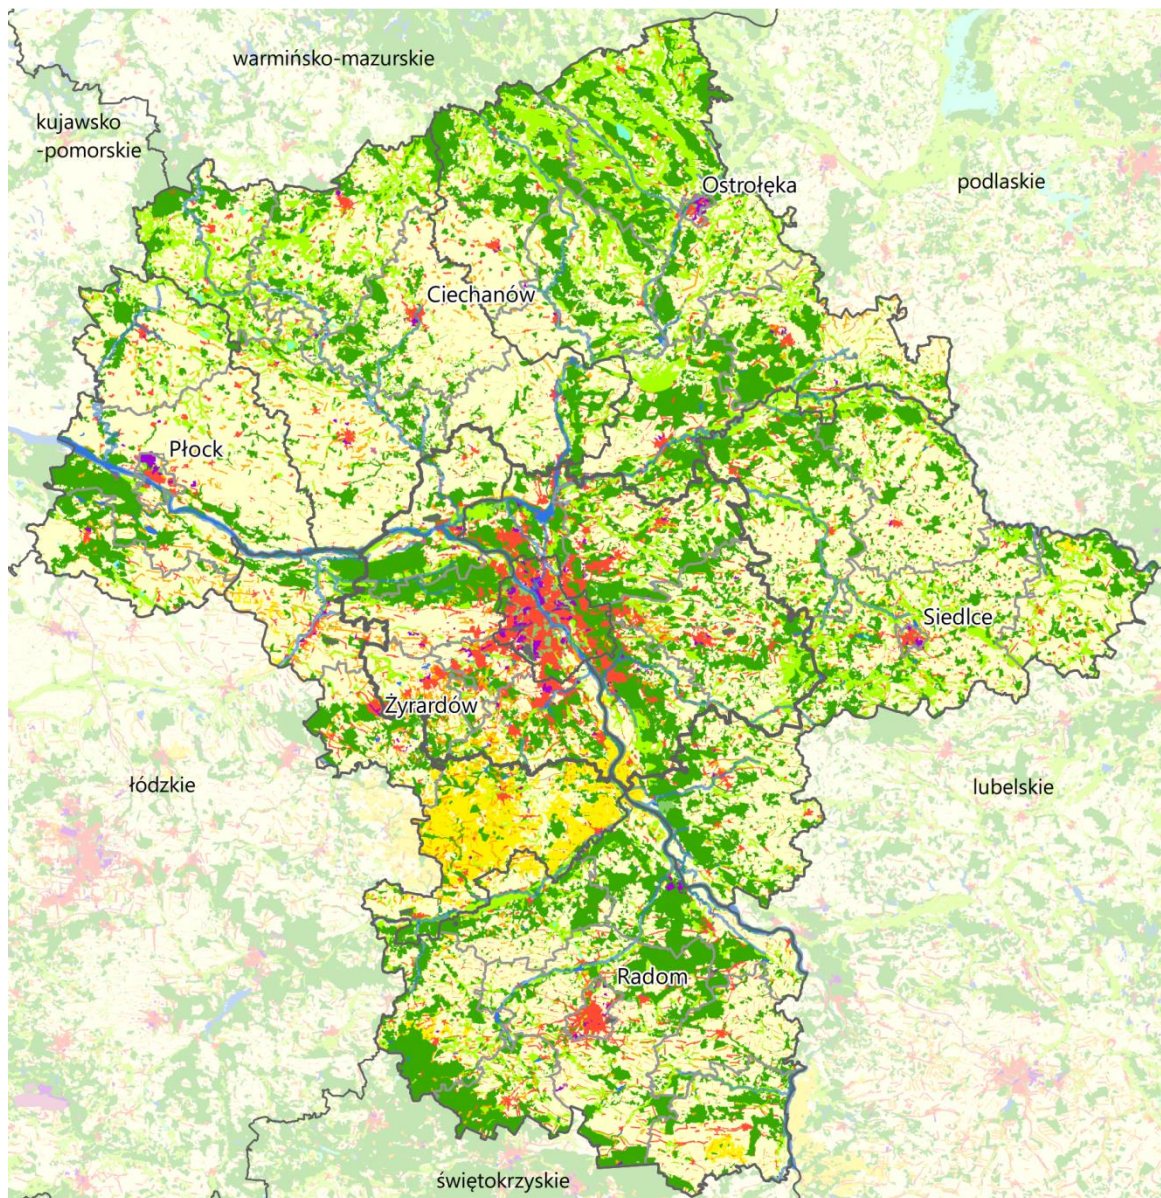 warmińsko-mazurskie
kujawsko
-pomorskie
podlaskie
Ostrołęka
Ciechanów
Płock
Siedlce
Żyrardów
łódzkie
lubelskie
Radom
świętokrzyskie